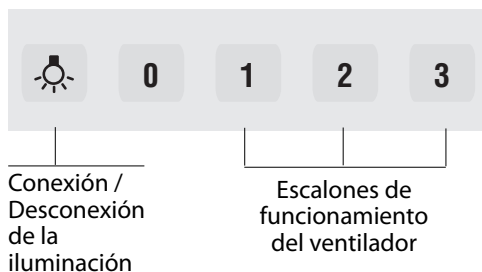 0 1 2 3
Conexión /
Desconexión
de la
iluminación
Escalones de
funcionamiento
del ventilador